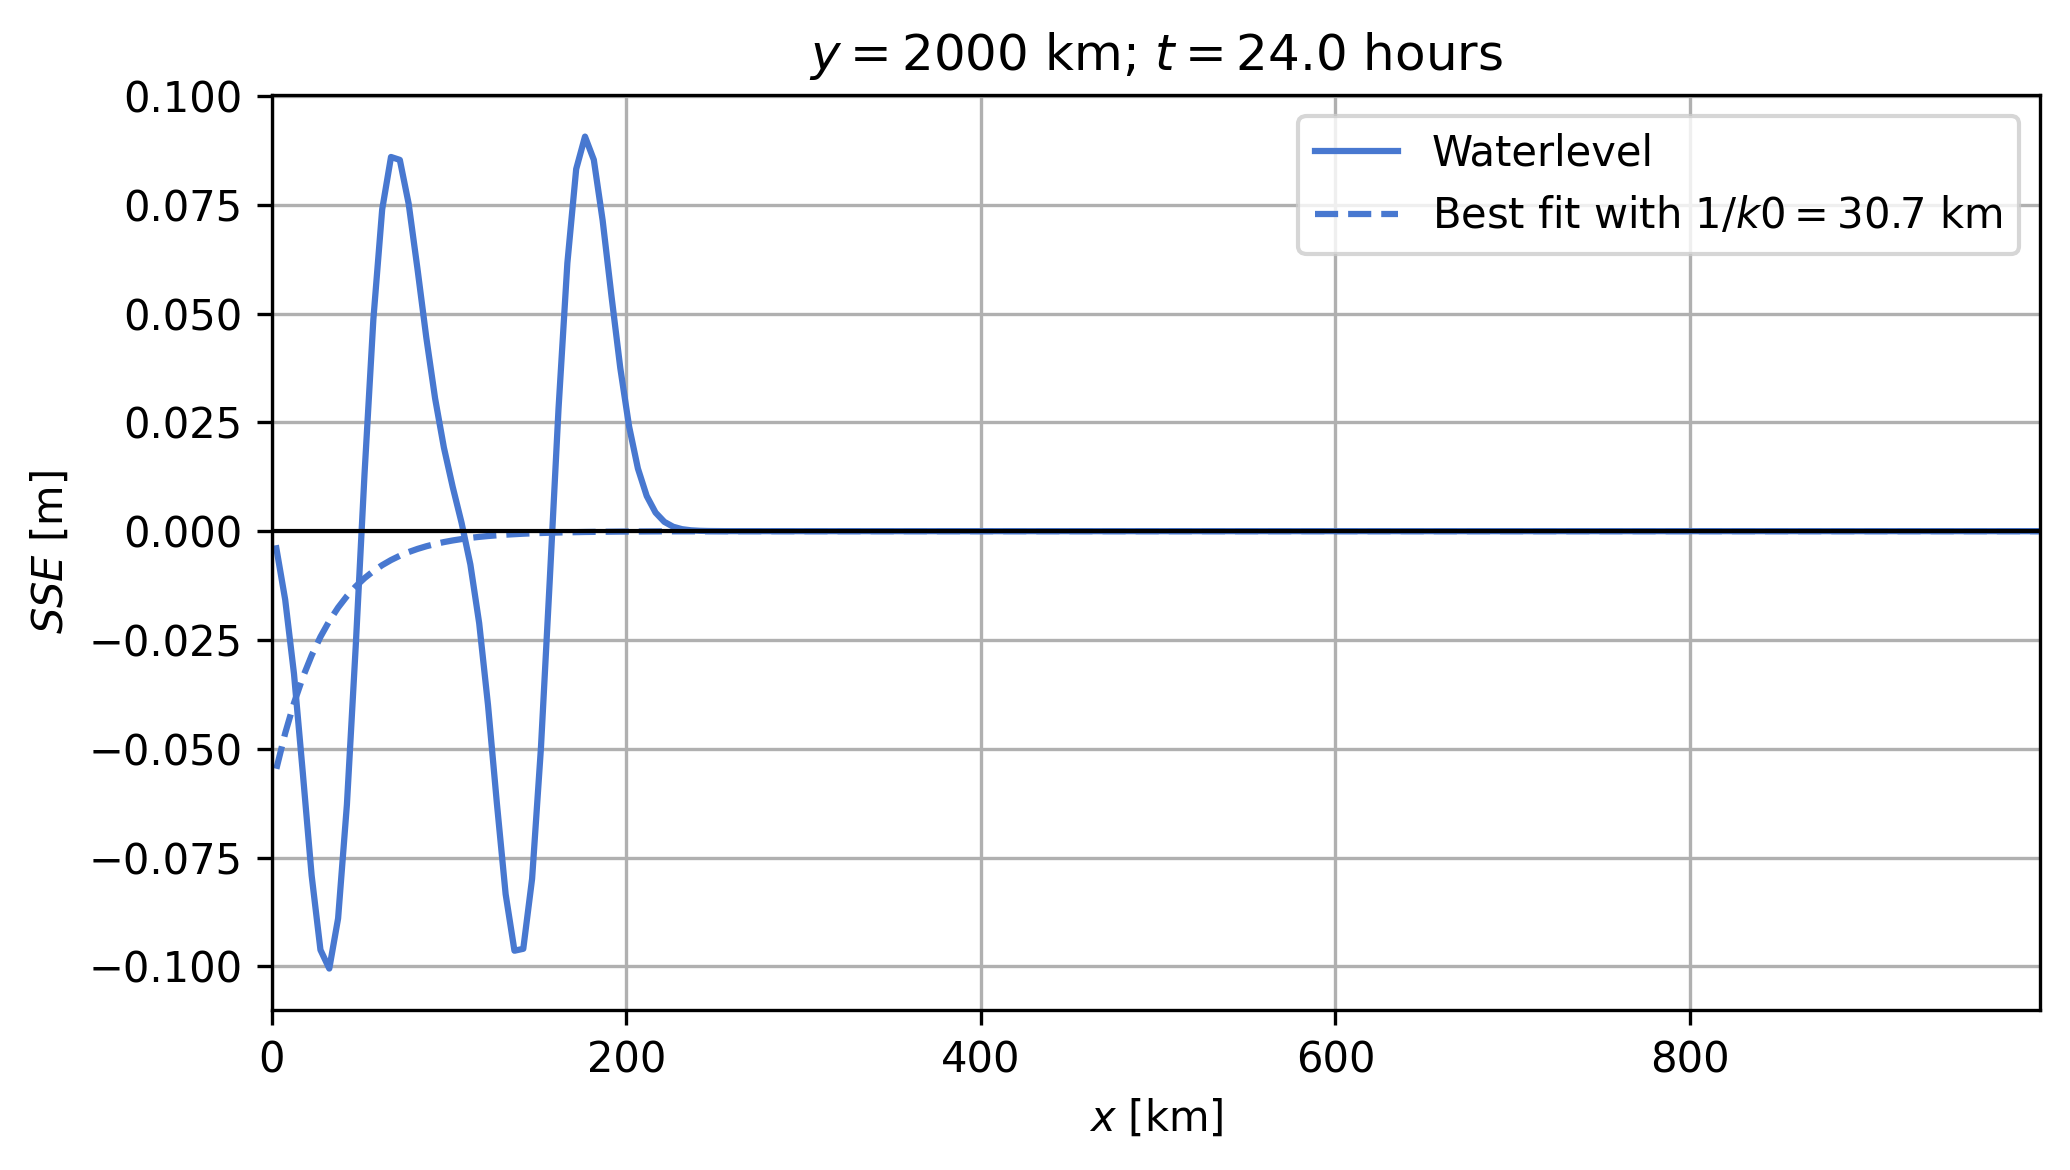 y = 2000 km; t = 24.0 hours
0.100
0.075
0.050
0.025
0.000
−0.025
−0.050
−0.075
−0.100
SSE [m]
Waterlevel
Best fit with 1/k0 = 30.7 km
0 200 400 600 800
x [km]